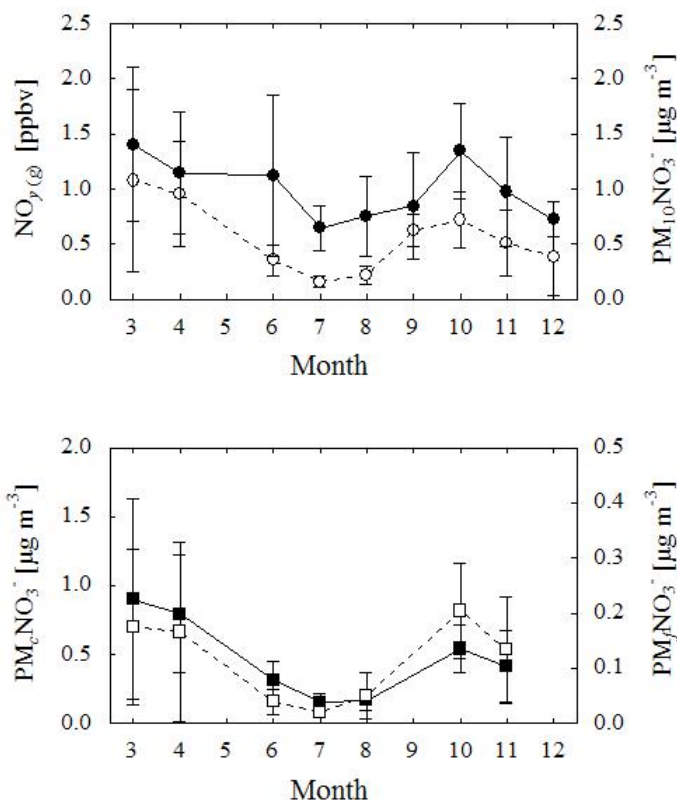 2.5 2.5
2.0 2.0
1.5 1.5
1.0 1.0
0.5 0.5
0.0 0.0
NOy(g) [ppbv]
PM10NO3- [µg m-3]
3 4 5 6 7 8 9 10 11 12
Month
2.0 0.5
1.5 0.4
1.0 0.3
0.5 0.2
0.0 0.1
0.0
PMcNO3- [µg m-3]
PMfNO3- [µg m-3]
3 4 5 6 7 8 9 10 11 12
Month